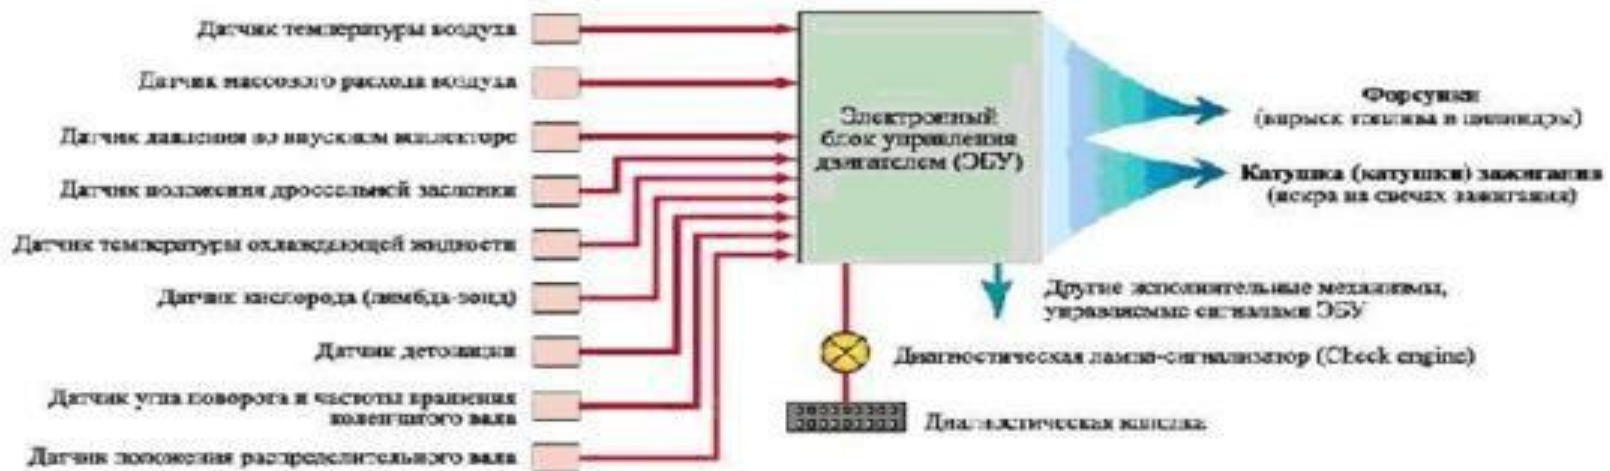 Датчик температуры воздуха
Датчик массового расхода воздуха
Датчик давления во впускном коллекторе
Датчик положения дроссельной заслонки
Датчик температуры охлаждающей жидкости
Датчик кислорода (лямбда-зонд)
Датчик детонации
Датчик угла поворота и частоты вращения
коленчатого вала
Датчик положения распределительного вала
Электронный
блок управления
двигателем (ЭБУ)
Форсунки
(впрыск топлива в цилиндры)
Катушка (катушки) зажигания
(искра на свечах зажигания)
Другие исполнительные механизмы,
управляемые сигналами ЭБУ
Диагностическая лампа-сигнализатор (Check engine)
Диагностическая колодка